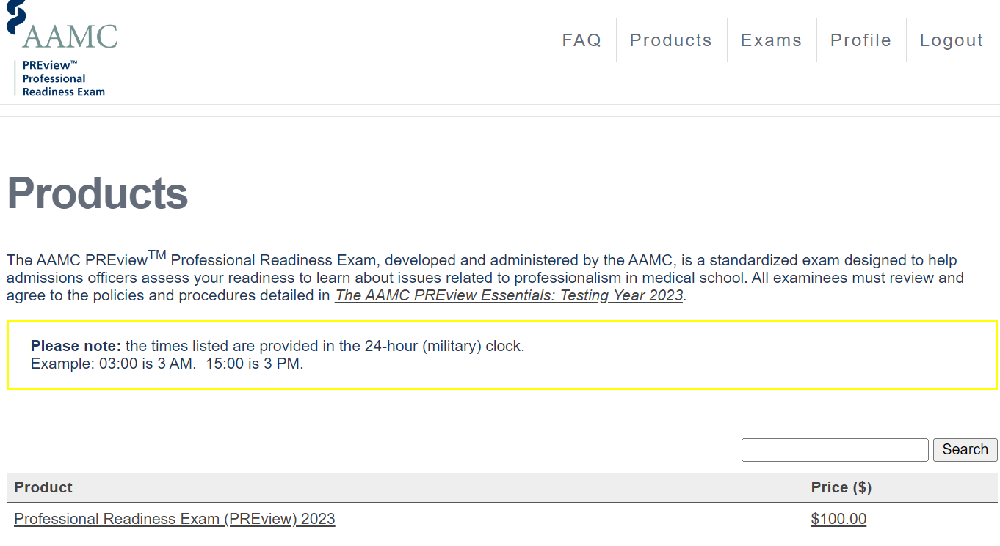 AAMC
PREview™
Professional
Readiness Exam
FAQ
Products
Exams
Profile
Logout
Products
The AAMC PREviewTM Professional Readiness Exam, developed and administered by the AAMC, is a standardized exam designed to help
admissions officers assess your readiness to learn about issues related to professionalism in medical school. All examinees must review and
agree to the policies and procedures detailed in The AAMC PREview Essentials: Testing Year 2023.
Please note: the times listed are provided in the 24-hour (military) clock.
Example: 03:00 is 3 AM.  15:00 is 3 PM.
Search
Product Price ($)
Professional Readiness Exam (PREview) 2023 $100.00